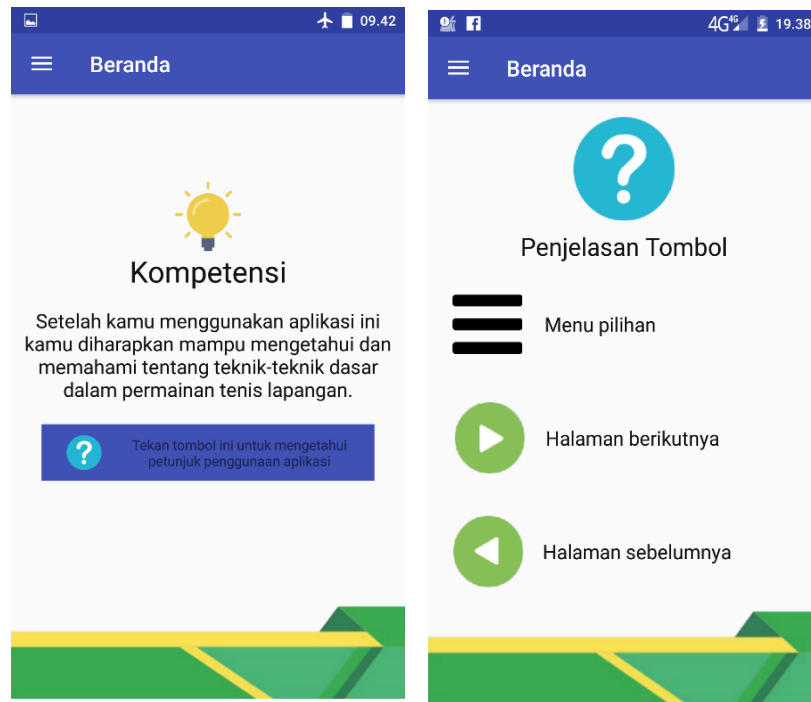 09.42
Beranda
Kompetensi
Setelah kamu menggunakan aplikasi ini
kamu diharapkan mampu mengetahui dan
memahami tentang teknik-teknik dasar
dalam permainan tenis lapangan.
?
Tekan tombol ini untuk mengetahui
petunjuk penggunaan aplikasi
4G 4G 19.38
Beranda
?
Penjelasan Tombol
Menu pilihan
Halaman berikutnya
Halaman sebelumnya